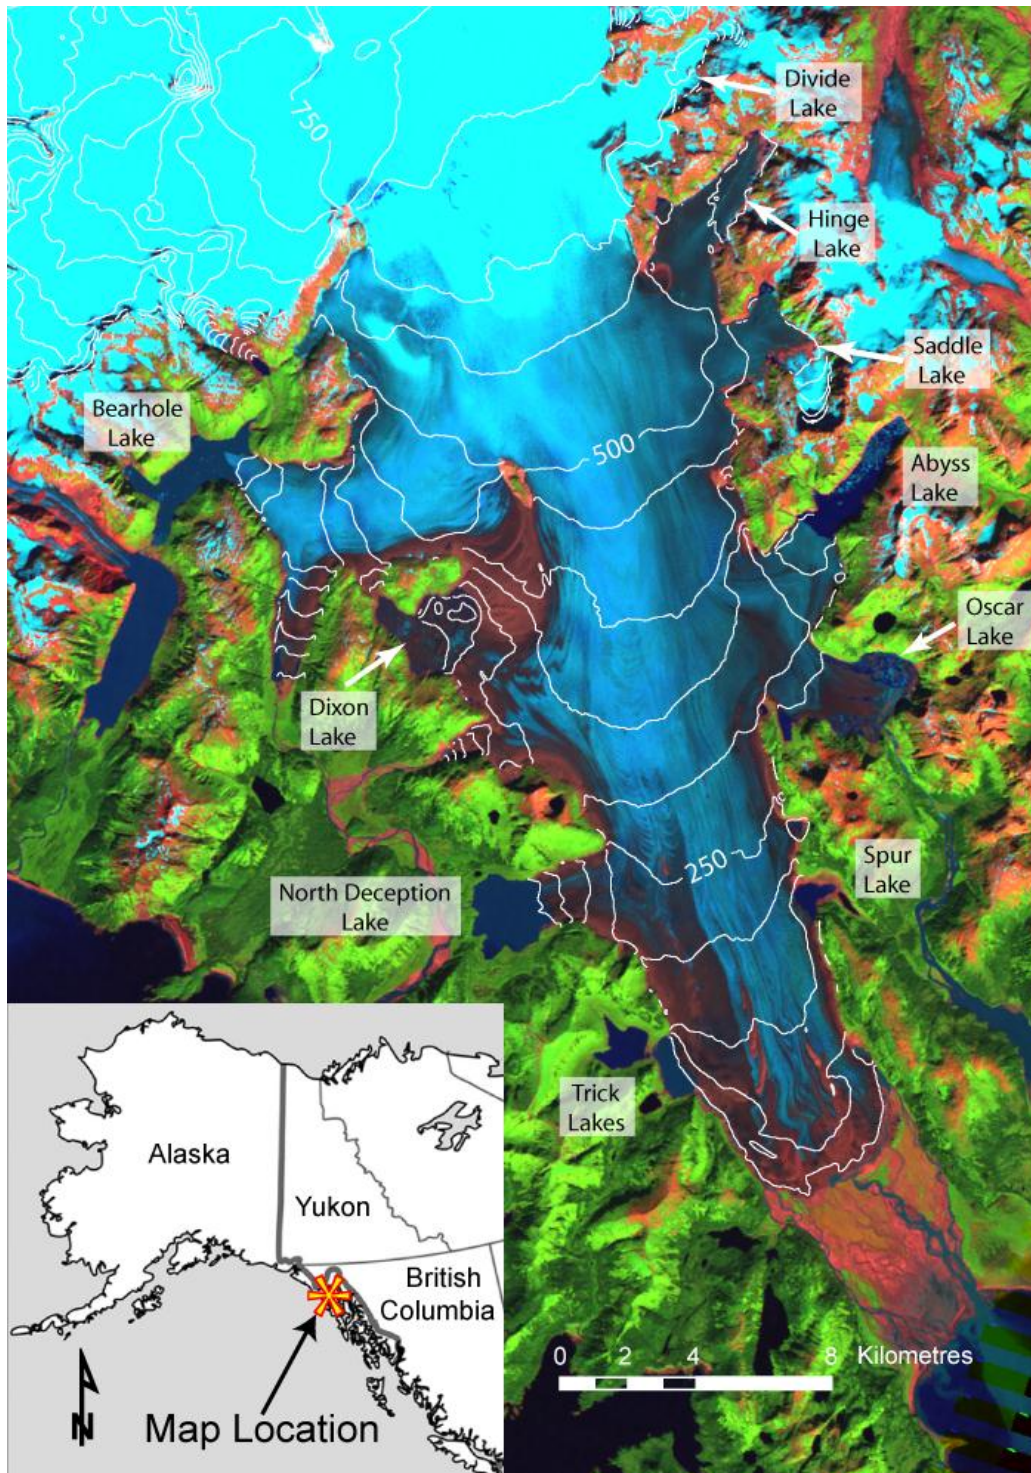 Divide
Lake
750
Hinge
Lake
Saddle
Lake
Bearhole
Lake
500
Abyss
Lake
Oscar
Lake
Dixon
Lake
250
Spur
Lake
North Deception
Lake
Trick
Lakes
Alaska
Yukon
British
Columbia
N
Map Location
0 2 4 8 Kilometres